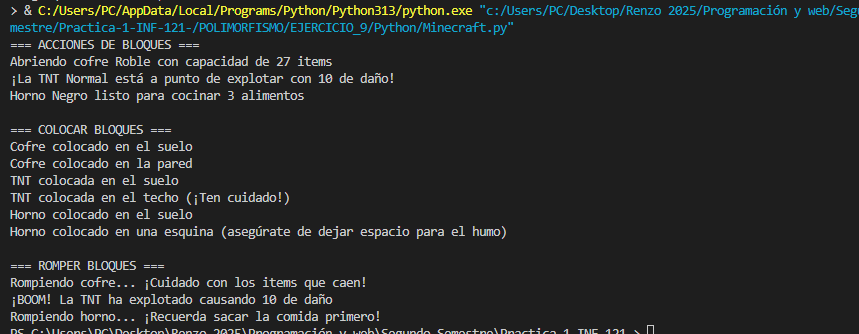 > & C:/Users/PC/AppData/Local/Programs/Python/Python313/python.exe "c:/Users/PC/Desktop/Renzo 2025/Programación y web/Segu
mestre/Practica-1-INF-121-/POLIMORFISMO/EJERCICIO_9/Python/Minecraft.py"
=== ACCIONES DE BLOQUES ===
Abriendo cofre Roble con capacidad de 27 items
¡La TNT Normal está a punto de explotar con 10 de daño!
Horno Negro listo para cocinar 3 alimentos
=== COLOCAR BLOQUES ===
Cofre colocado en el suelo
Cofre colocado en la pared
TNT colocada en el suelo
TNT colocada en el techo (¡Ten cuidado!)
Horno colocado en el suelo
Horno colocado en una esquina (asegúrate de dejar espacio para el humo)
=== ROMPER BLOQUES ===
Rompiendo cofre... ¡Cuidado con los items que caen!
¡BOOM! La TNT ha explotado causando 10 de daño
Rompiendo horno... ¡Recuerda sacar la comida primero!
PS C:\Users\PC\Desktop\Renzo 2025\Programación y web\Segundo Semestre\Practica-1-INF-121->